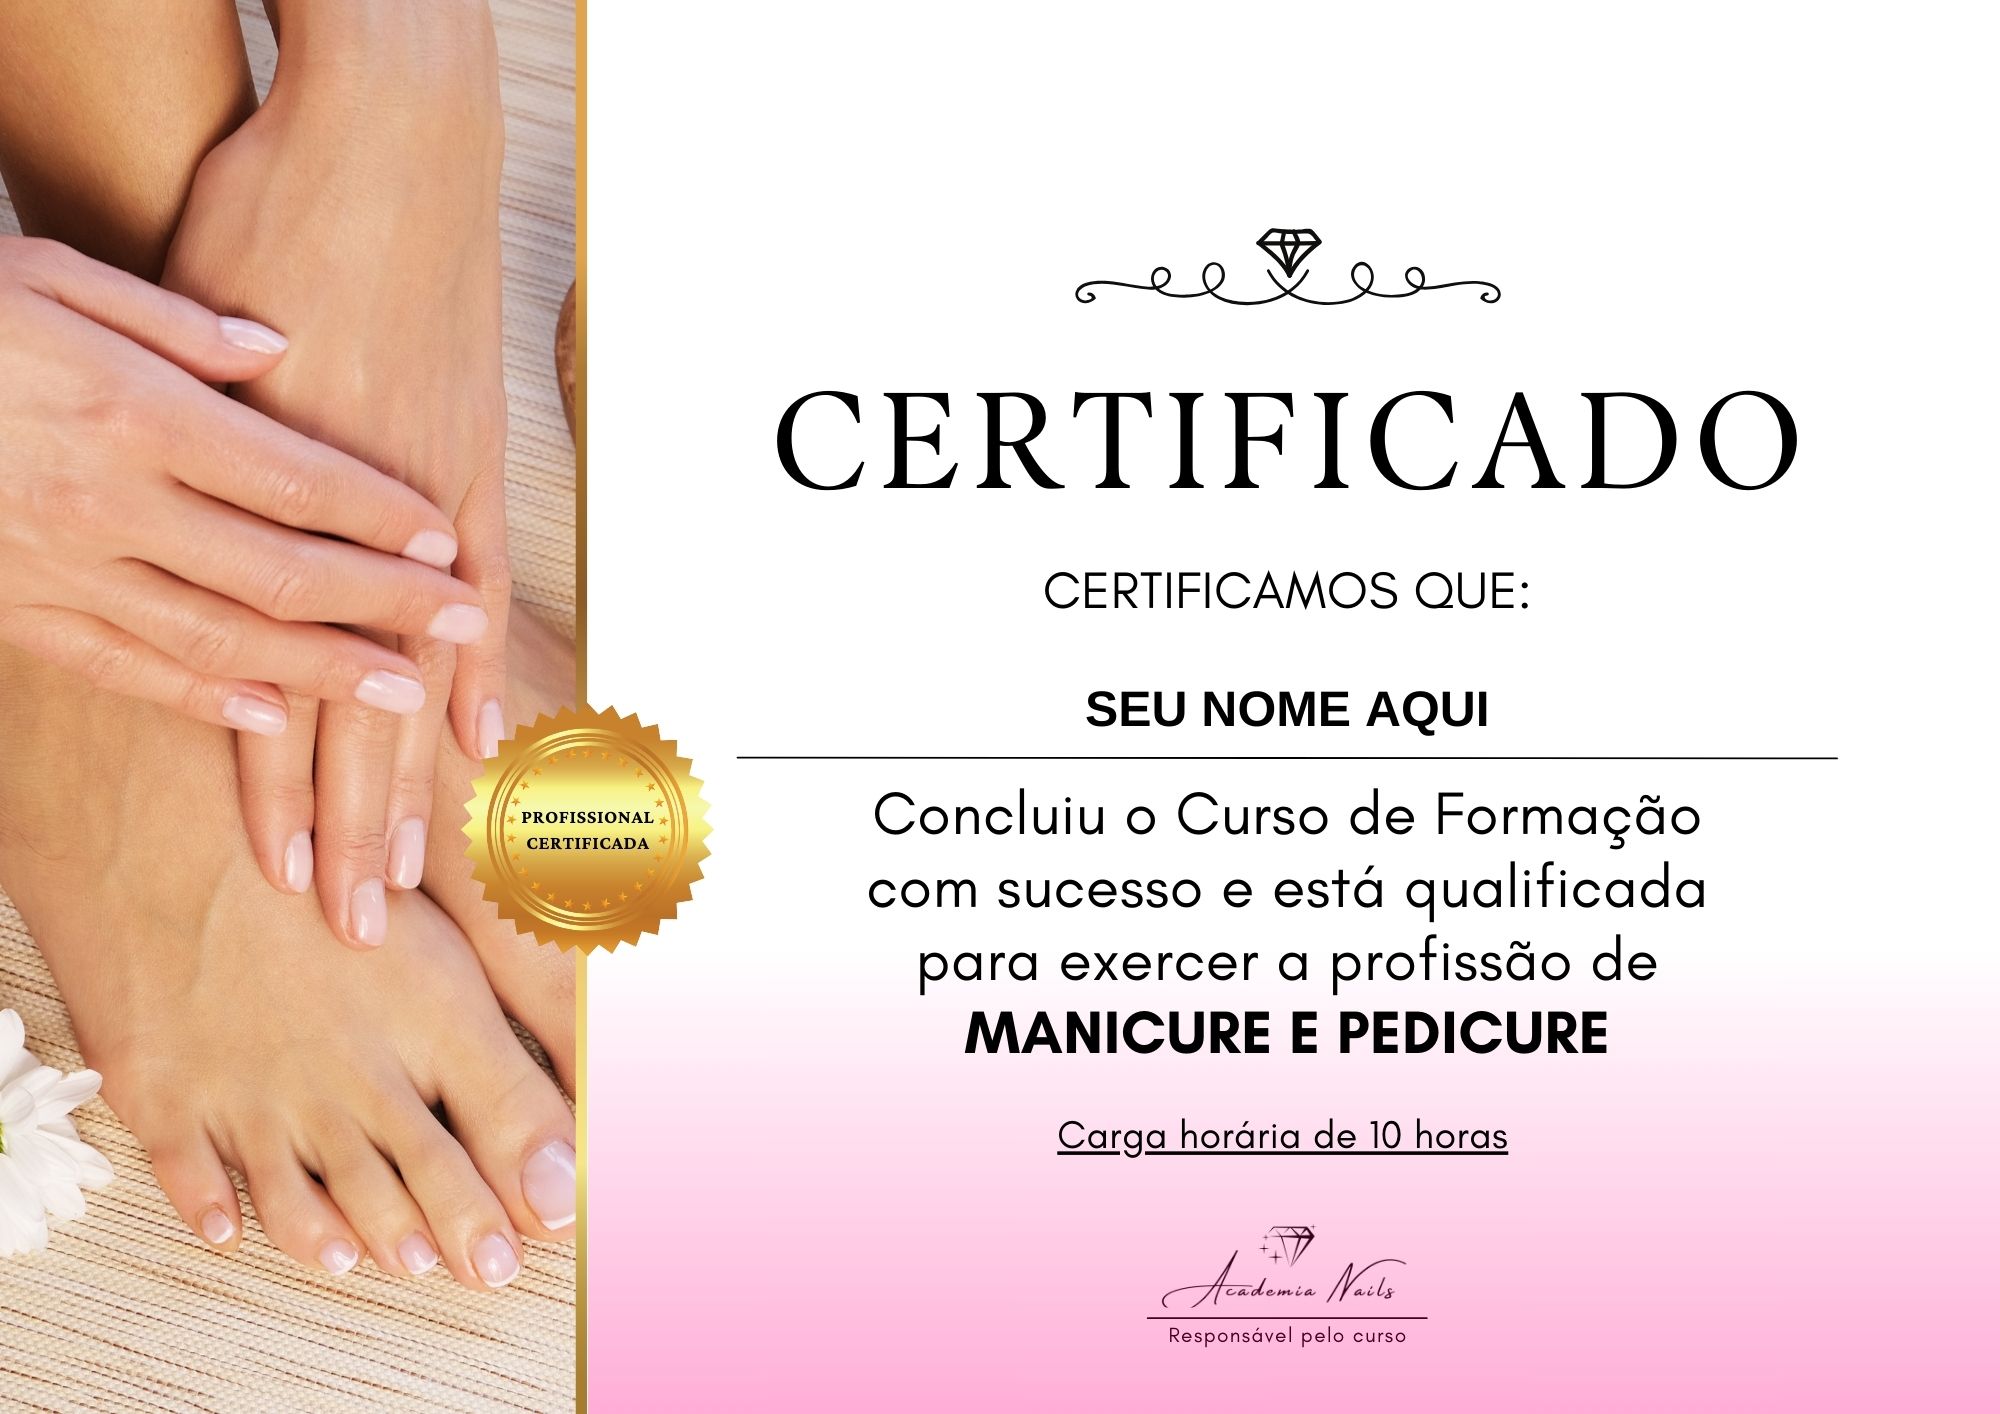 CERTIFICADO
CERTIFICAMOS QUE:
SEU NOME AQUI
PROFISSIONAL
CERTIFICADA
Concluiu o Curso de Formação
com sucesso e está qualificada
para exercer a profissão de
MANICURE E PEDICURE
Carga horária de 10 horas
Academia Nails
Responsável pelo curso